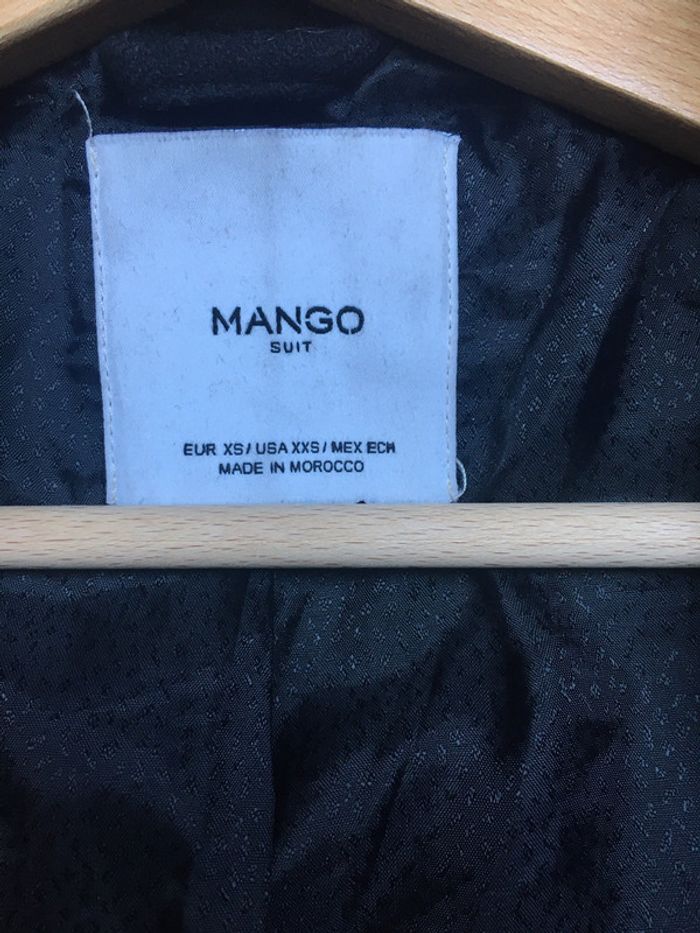 MANGO
SUIT
EUR XS/ USA XXS/ MEX ECH
MADE IN MOROCCO